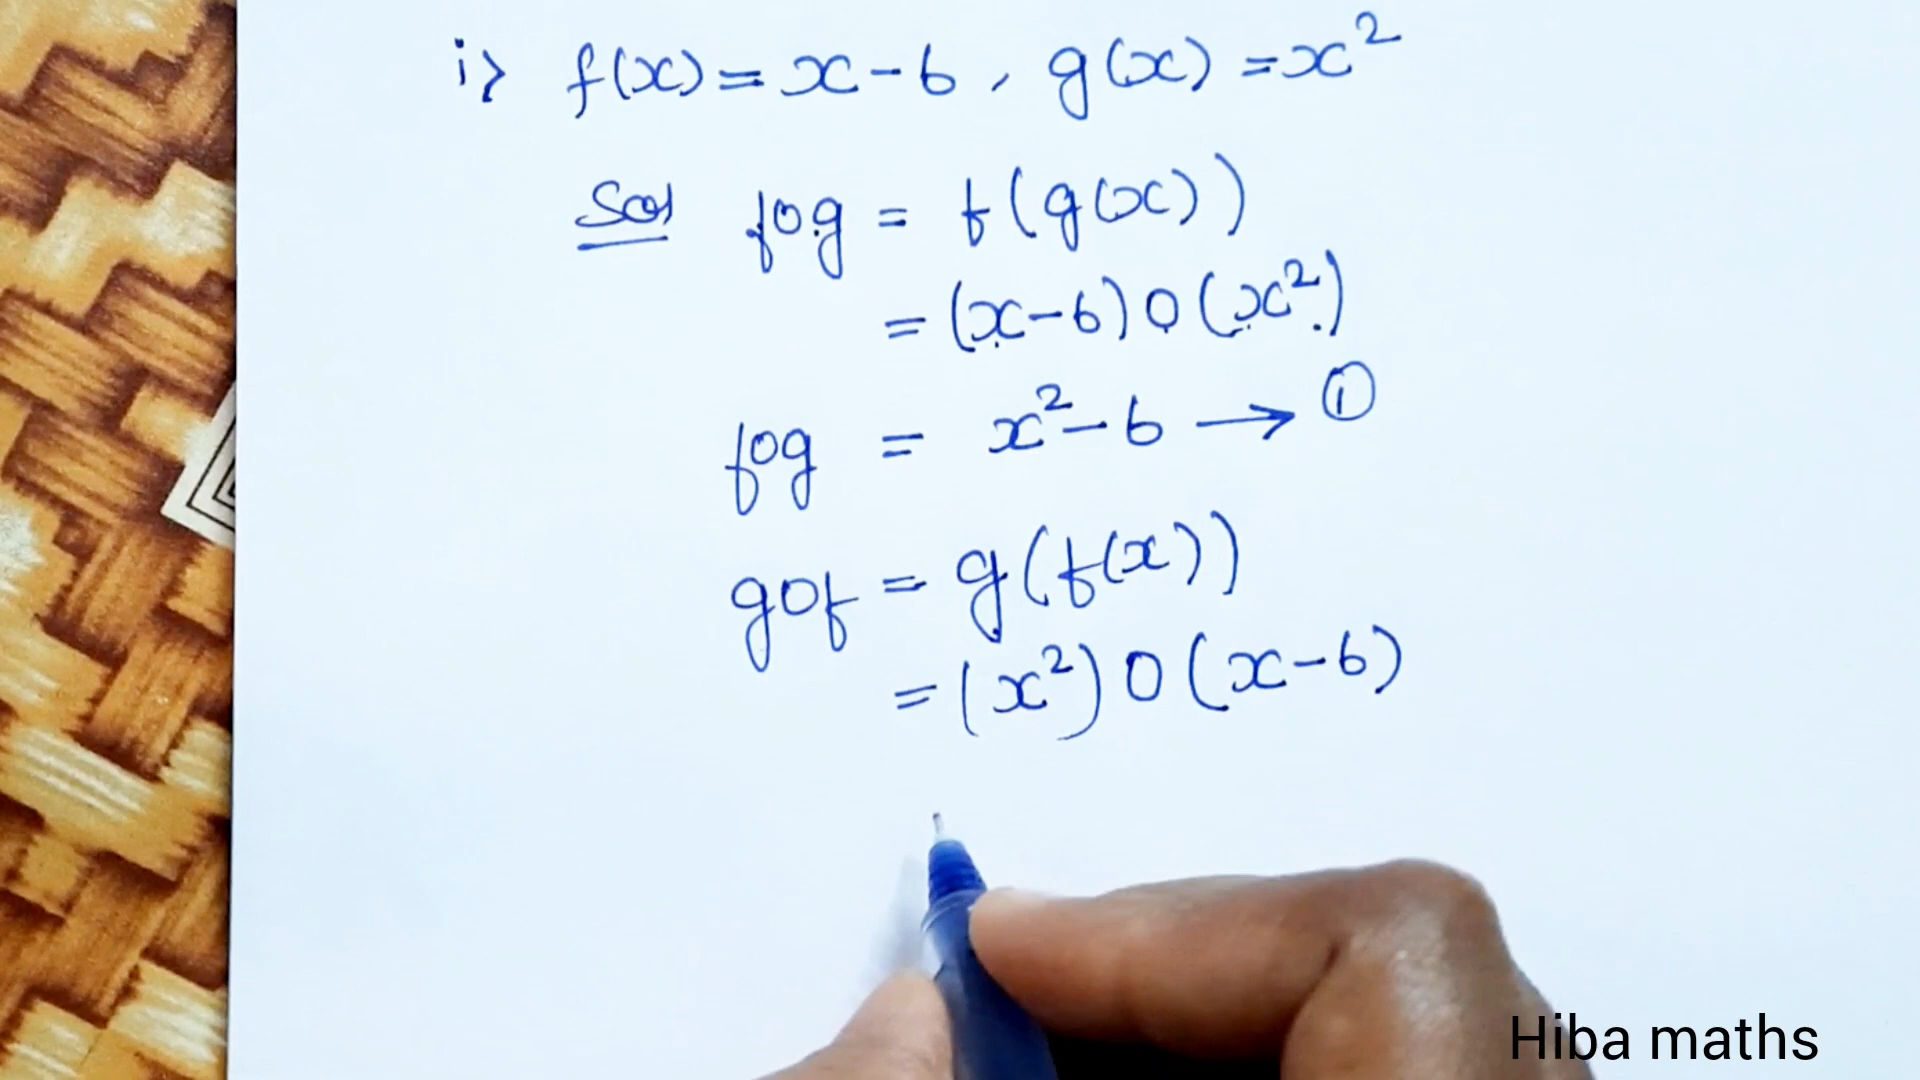 i> f(x) = x - 6, g(x) = x²
Sol fog = f(g(x))
= (x-6) o (x²)
fog = x² - 6 → ①
gof = g(f(x))
= (x²) o (x-6)
Hiba maths